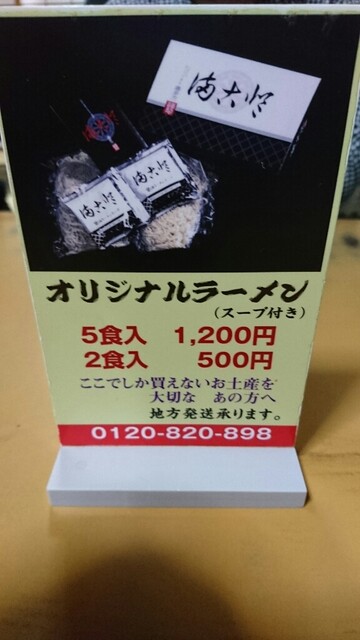 オリジナルラーメン
(スープ付き)
5食入 1,200円
2食入 500円
ここでしか買えないお土産を
大切な あの方へ
地方発送承ります。
0120-820-898